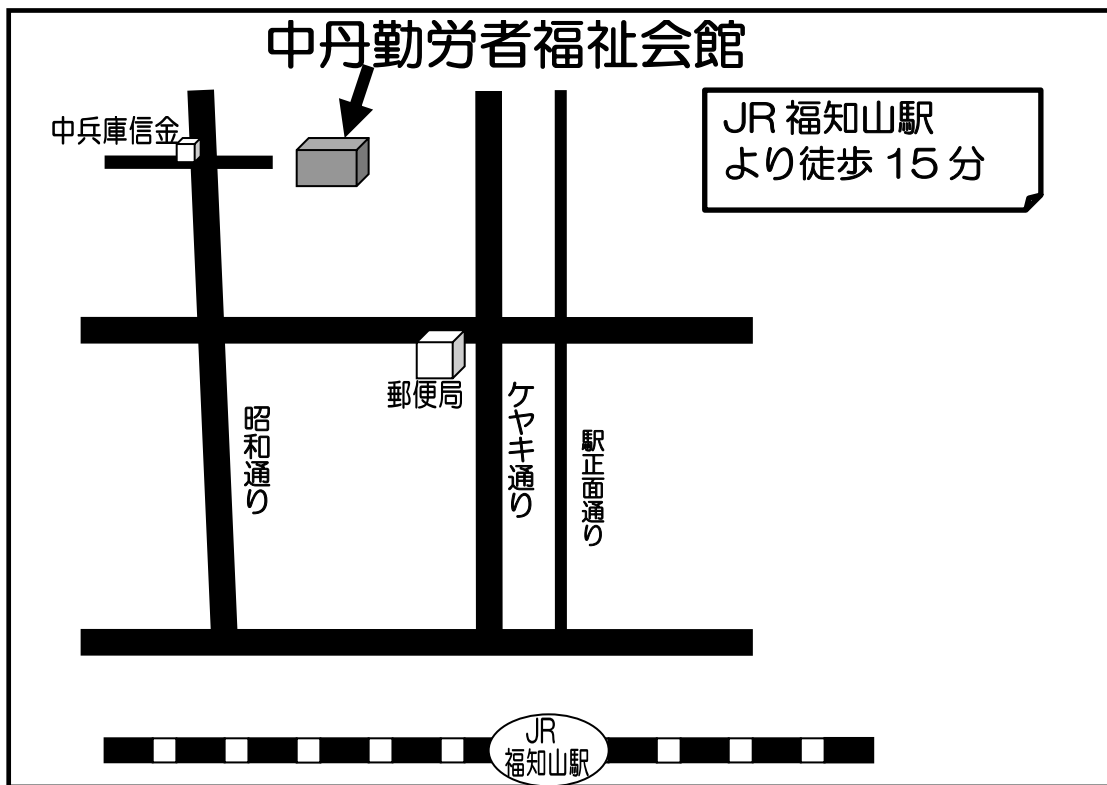 中丹勤労者福祉会館
中兵庫信金
JR 福知山駅
より徒歩 15 分
郵便局
昭和通り
ケヤキ通り
駅正面通り
JR
福知山駅